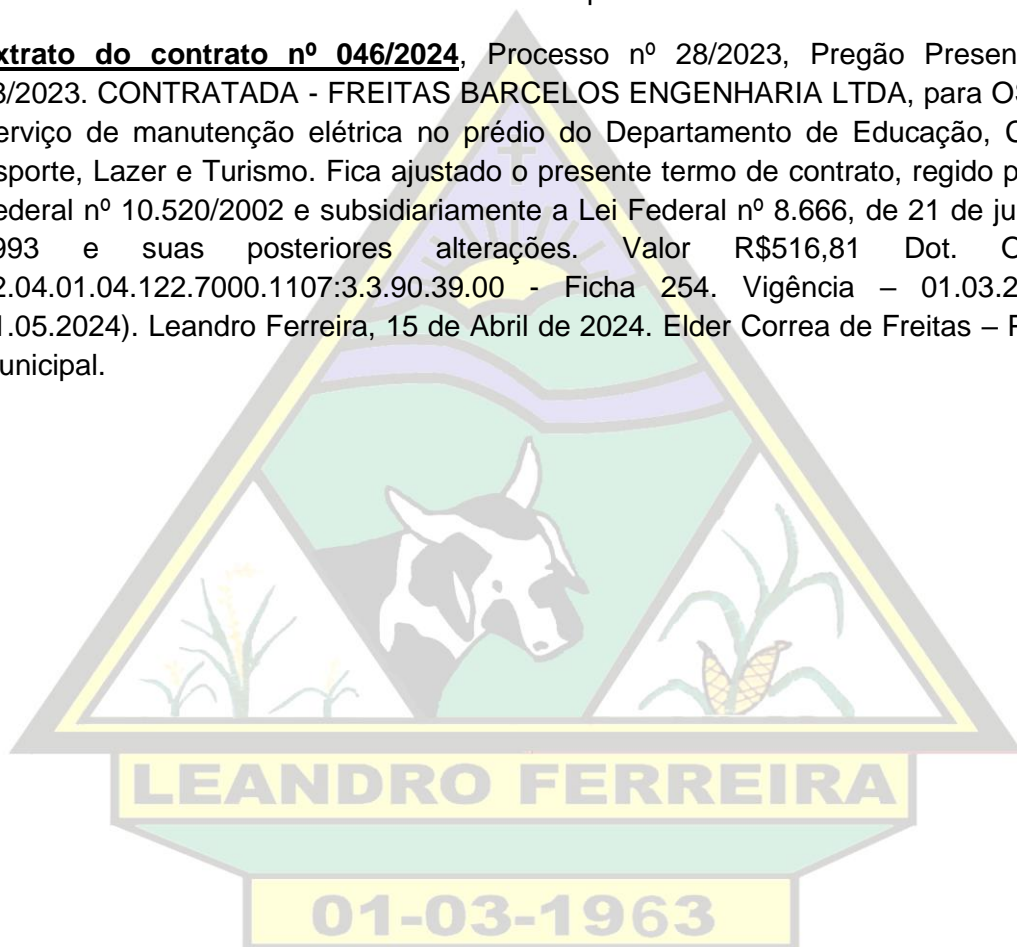 xtrato do contrato nº 046/2024, Processo nº 28/2023, Pregão Presen
3/2023. CONTRATADA - FREITAS BARCELOS ENGENHARIA LTDA, para OS
erviço de manutenção elétrica no prédio do Departamento de Educação, C
sporte, Lazer e Turismo. Fica ajustado o presente termo de contrato, regido p
ederal nº 10.520/2002 e subsidiariamente a Lei Federal nº 8.666, de 21 de ju
993 e suas posteriores alterações. Valor R$516,81 Dot. O
2.04.01.04.122.7000.1107:3.3.90.39.00 - Ficha 254. Vigência – 01.03.2
1.05.2024). Leandro Ferreira, 15 de Abril de 2024. Elder Correa de Freitas – P
unicipal.
LEANDRO FERREIRA
01-03-1963